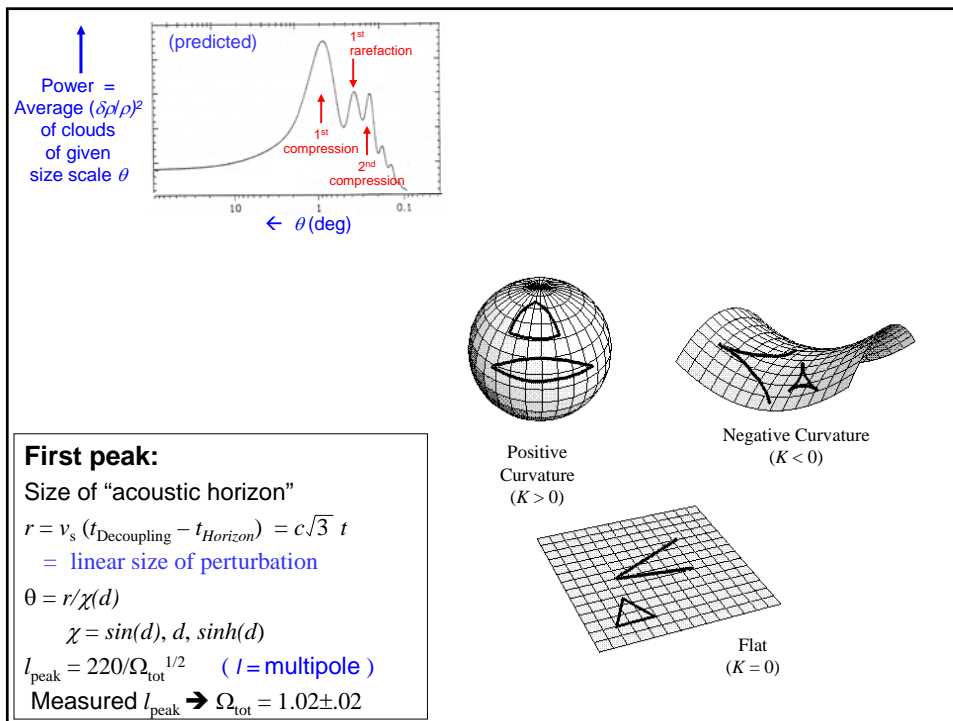 (predicted)
1st
rarefaction
Power =
Average (δρ/ρ)²
of clouds
of given
size scale θ
1st
compression
2nd
compression
10 1 0.1
← θ (deg)
Positive
Curvature
(K > 0)
Negative Curvature
(K < 0)
Flat
(K = 0)
First peak:
Size of “acoustic horizon”
r = vs (tDecoupling – tHorizon) = c√3 t
= linear size of perturbation
θ = r/χ(d)
χ = sin(d), d, sinh(d)
lpeak = 220/Ωtot1/2 ( l = multipole )
Measured lpeak ➔ Ωtot = 1.02±.02